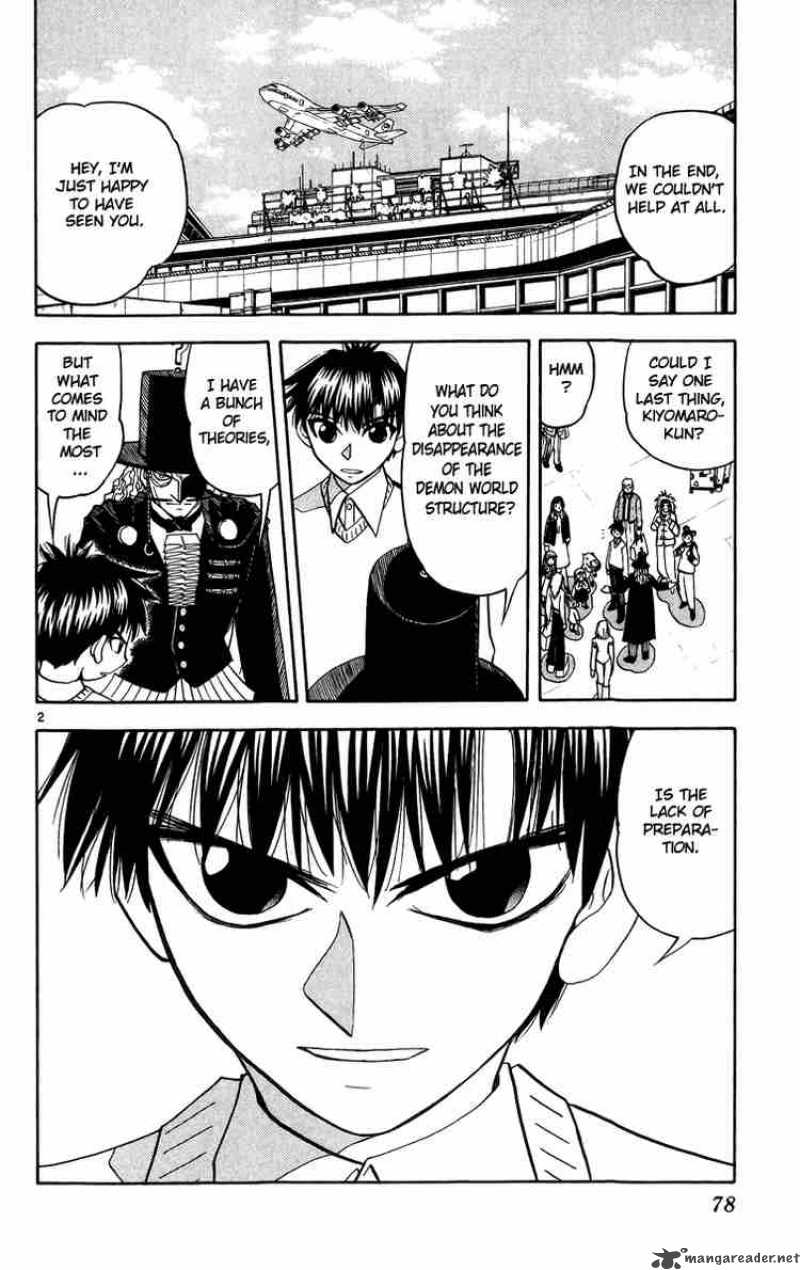 IN THE END,
WE COULDN'T
HELP AT ALL.
HEY, I'M
JUST HAPPY
TO HAVE
SEEN YOU.
COULD I
SAY ONE
LAST THING,
KIYOMARO-
KUN?
HMM
?
WHAT DO
YOU THINK
ABOUT THE
DISAPPEARANCE
OF THE
DEMON WORLD
STRUCTURE?
I HAVE
A BUNCH
OF
THEORIES,
BUT
WHAT
COMES
TO MIND
THE
MOST
...
2
IS THE
LACK OF
PREPARA-
TION.
78
mangareader.net